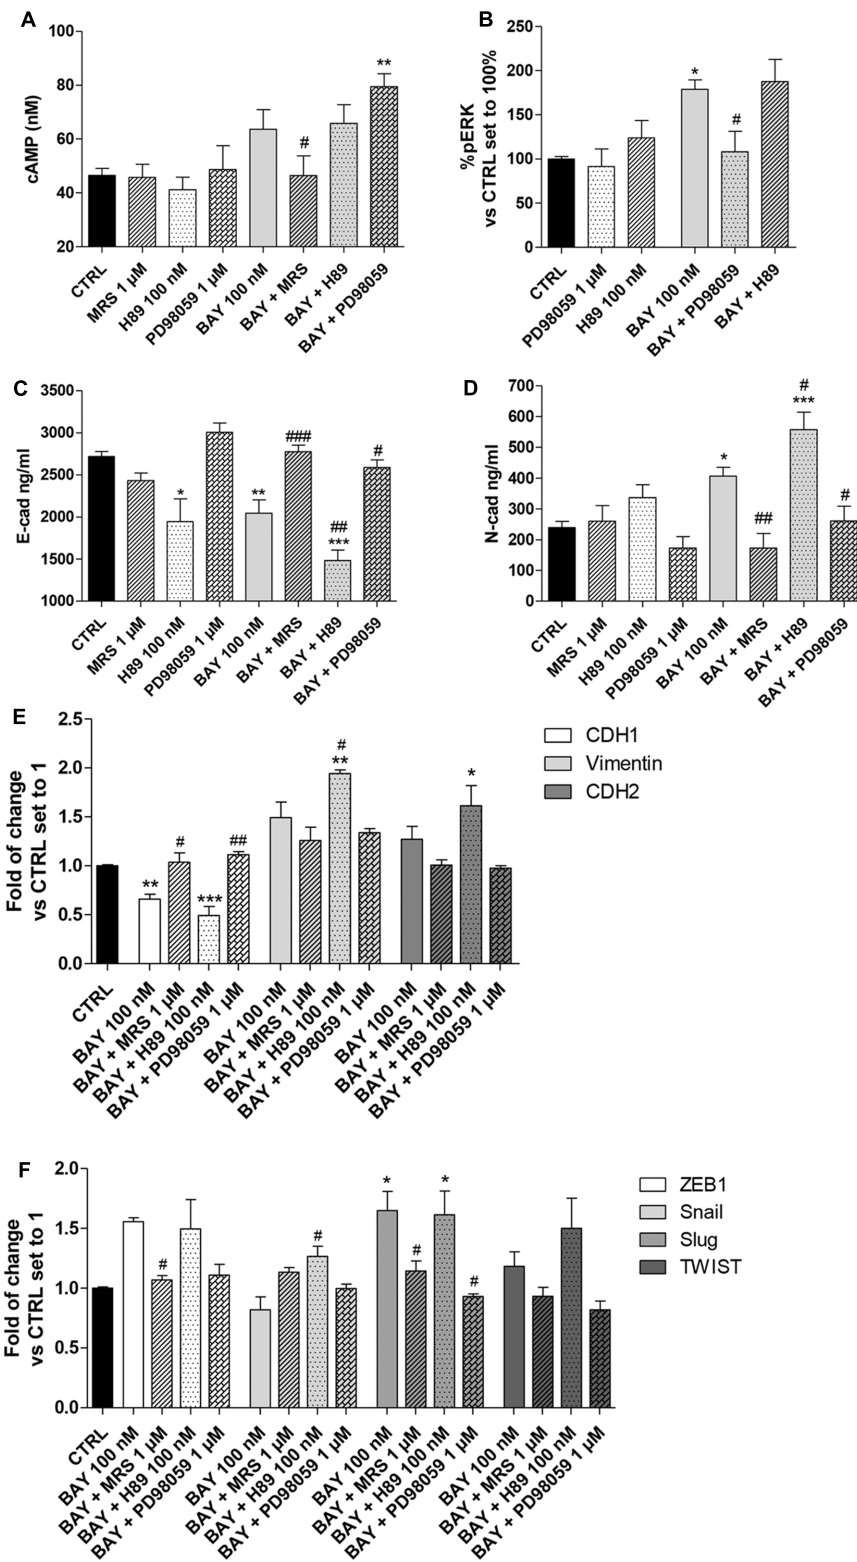 A
cAMP (nM)
100
80
60
40
20
**
#
CTRL
MRS 1 µM
H89 100 nM
PD98059 1 µM
BAY 100 nM
BAY + MRS
BAY + H89
BAY + PD98059
B
%pERK
vs CTRL set to 100%
250
200
150
100
50
0
*
#
CTRL
PD98059 1 µM
H89 100 nM
BAY 100 nM
BAY + PD98059
BAY + H89
C
E-cad ng/ml
3500
3000
2500
2000
1500
1000
*
**
###
##
***
#
CTRL
MRS 1 µM
H89 100 nM
PD98059 1 µM
BAY 100 nM
BAY + MRS
BAY + H89
BAY + PD98059
D
N-cad ng/ml
700
600
500
400
300
200
100
0
*
##
#
***
#
CTRL
MRS 1 µM
H89 100 nM
PD98059 1 µM
BAY 100 nM
BAY + MRS
BAY + H89
BAY + PD98059
E
Fold of change
vs CTRL set to 1
2.5
2.0
1.5
1.0
0.5
0.0
**
#
***
##
#
**
*
CDH1
Vimentin
CDH2
CTRL
BAY 100 nM
BAY + MRS 1 µM
BAY + H89 100 nM
BAY + PD98059 1 µM
BAY 100 nM
BAY + MRS 1 µM
BAY + H89 100 nM
BAY + PD98059 1 µM
BAY 100 nM
BAY + MRS 1 µM
BAY + H89 100 nM
BAY + PD98059 1 µM
F
Fold of change
vs CTRL set to 1
2.0
1.5
1.0
0.5
0.0
#
#
*
#
*
#
ZEB1
Snail
Slug
TWIST
CTRL
BAY 100 nM
BAY + MRS 1 µM
BAY + H89 100 nM
BAY + PD98059 1 µM
BAY 100 nM
BAY + MRS 1 µM
BAY + H89 100 nM
BAY + PD98059 1 µM
BAY 100 nM
BAY + MRS 1 µM
BAY + H89 100 nM
BAY + PD98059 1 µM
BAY 100 nM
BAY + MRS 1 µM
BAY + H89 100 nM
BAY + PD98059 1 µM